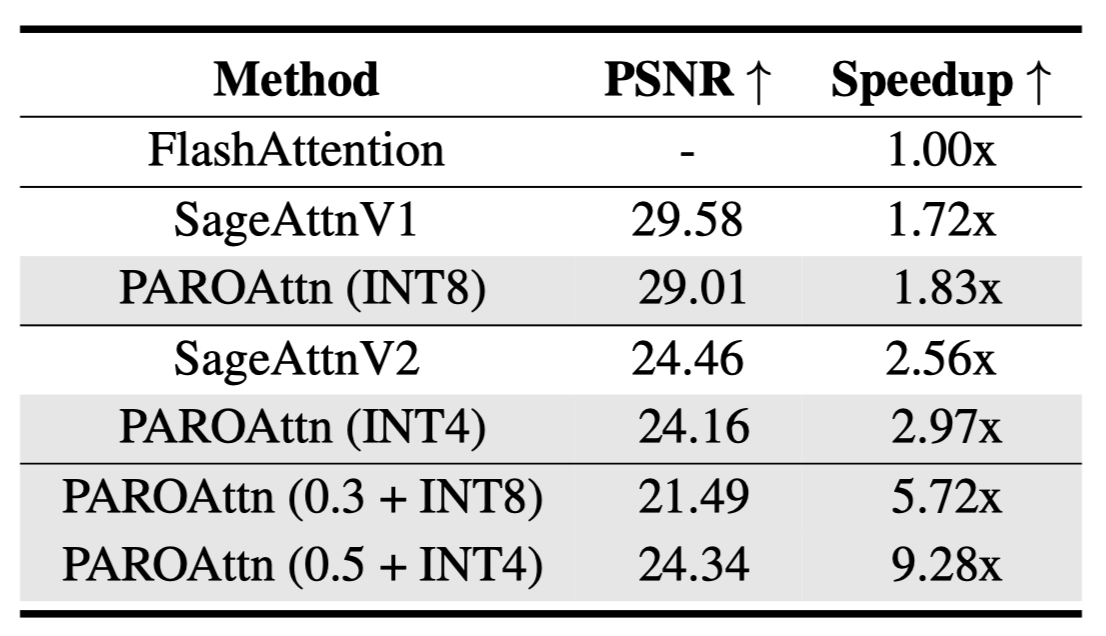 Method PSNR ↑ Speedup ↑
FlashAttention - 1.00x
SageAttnV1 29.58 1.72x
PAROAttn (INT8) 29.01 1.83x
SageAttnV2 24.46 2.56x
PAROAttn (INT4) 24.16 2.97x
PAROAttn (0.3 + INT8) 21.49 5.72x
PAROAttn (0.5 + INT4) 24.34 9.28x